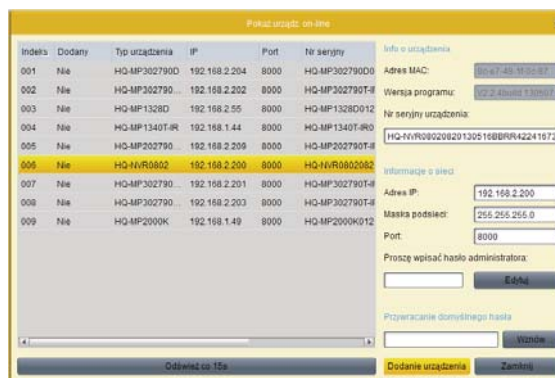 Pokaż urządz. on-line
Indeks Dodany Typ urządzenia IP Port Nr seryjny
001 Nie HQ-MP302790D 192.168.2.204 8000 HQ-MP302790D0
002 Nie HQ-MP302790... 192.168.2.202 8000 HQ-MP302790T-I
003 Nie HQ-MP1328D 192.168.2.55 8000 HQ-MP1328D012
004 Nie HQ-MP1340T-IR 192.168.1.44 8000 HQ-MP1340T-IR0
005 Nie HQ-MP202790... 192.168.2.209 8000 HQ-MP202790T-I
006 Nie HQ-NVR0802 192.168.2.200 8000 HQ-NVR0802082
007 Nie HQ-MP302790... 192.168.2.201 8000 HQ-MP302790T-I
008 Nie HQ-MP302790... 192.168.2.203 8000 HQ-MP302790T-I
009 Nie HQ-MP2000K 192.168.1.49 8000 HQ-MP2000K012
Odśwież co 15s
Info o urządzeniu
Adres MAC:
Wersja programu:
Nr seryjny urządzenia:
HQ-NVR08020820130516BBRR42241673
Informacje o sieci
Adres IP: 192.168.2.200
Maska podsieci: 255.255.255.0
Port: 8000
Proszę wpisać hasło administratora:
Edytuj
Przywracanie domyślnego hasła
Wznów
Dodanie urządzenia Zamknij